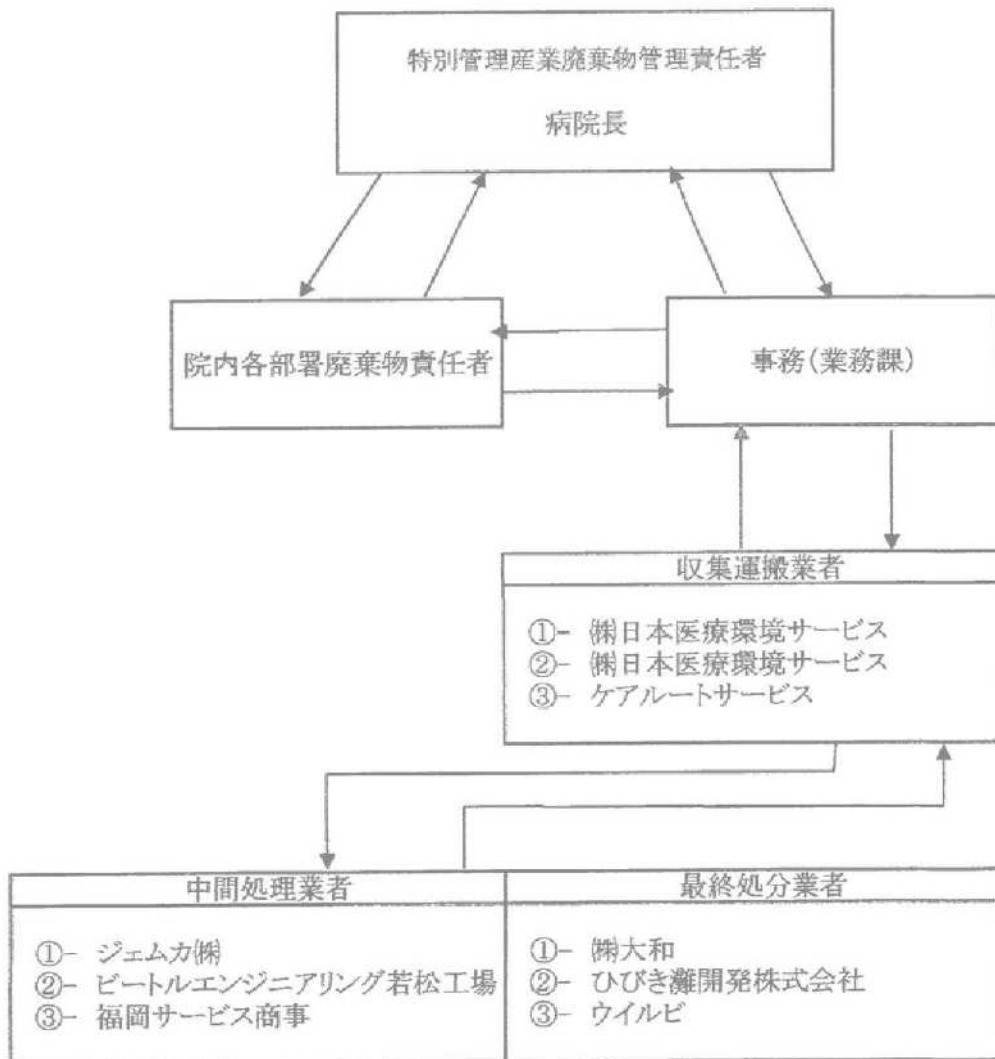 特別管理産業廃棄物管理責任者
病院長
院内各部署廃棄物責任者
事務(業務課)
収集運搬業者
①- ㈱日本医療環境サービス
②- ㈱日本医療環境サービス
③- ケアルートサービス
中間処理業者
①- ジェムカ㈱
②- ビートルエンジニアリング若松工場
③- 福岡サービス商事
最終処分業者
①- ㈱大和
②- ひびき灘開発株式会社
③- ウイルビ